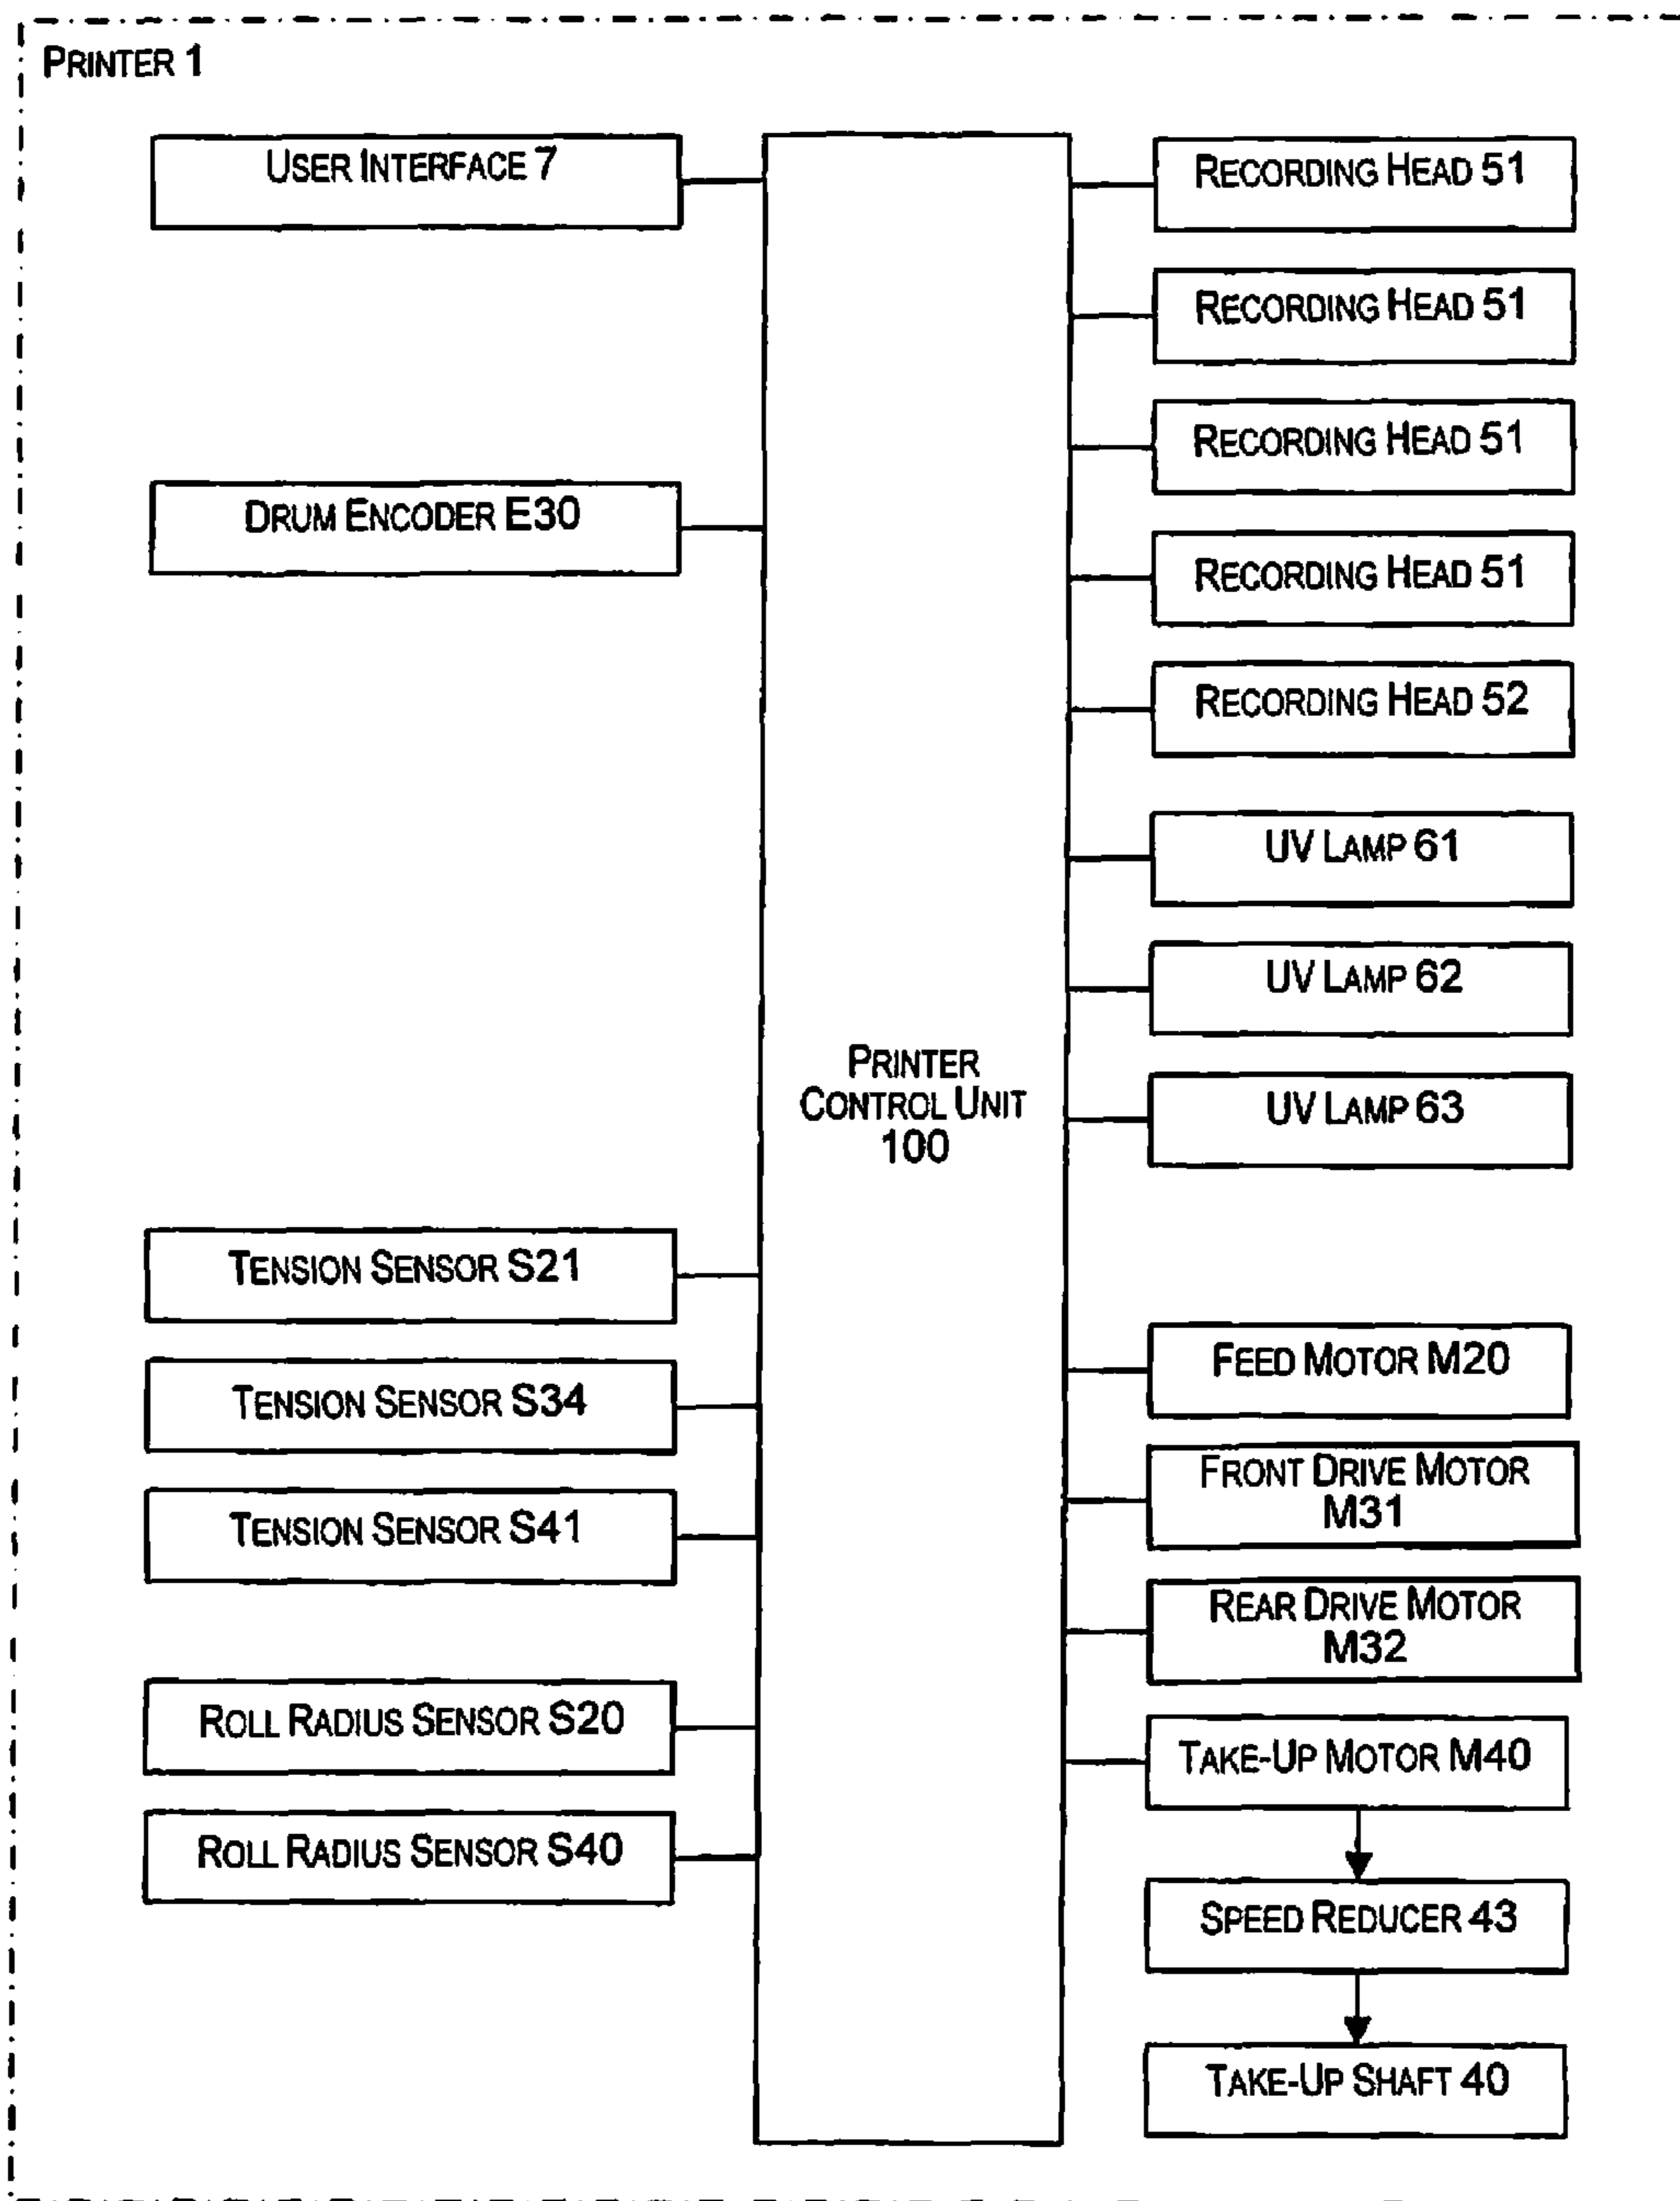 PRINTER 1
USER INTERFACE 7
DRUM ENCODER E30
TENSION SENSOR S21
TENSION SENSOR S34
TENSION SENSOR S41
ROLL RADIUS SENSOR S20
ROLL RADIUS SENSOR S40
PRINTER
CONTROL UNIT
100
RECORDING HEAD 51
RECORDING HEAD 51
RECORDING HEAD 51
RECORDING HEAD 51
RECORDING HEAD 52
UV LAMP 61
UV LAMP 62
UV LAMP 63
FEED MOTOR M20
FRONT DRIVE MOTOR
M31
REAR DRIVE MOTOR
M32
TAKE-UP MOTOR M40
SPEED REDUCER 43
TAKE-UP SHAFT 40